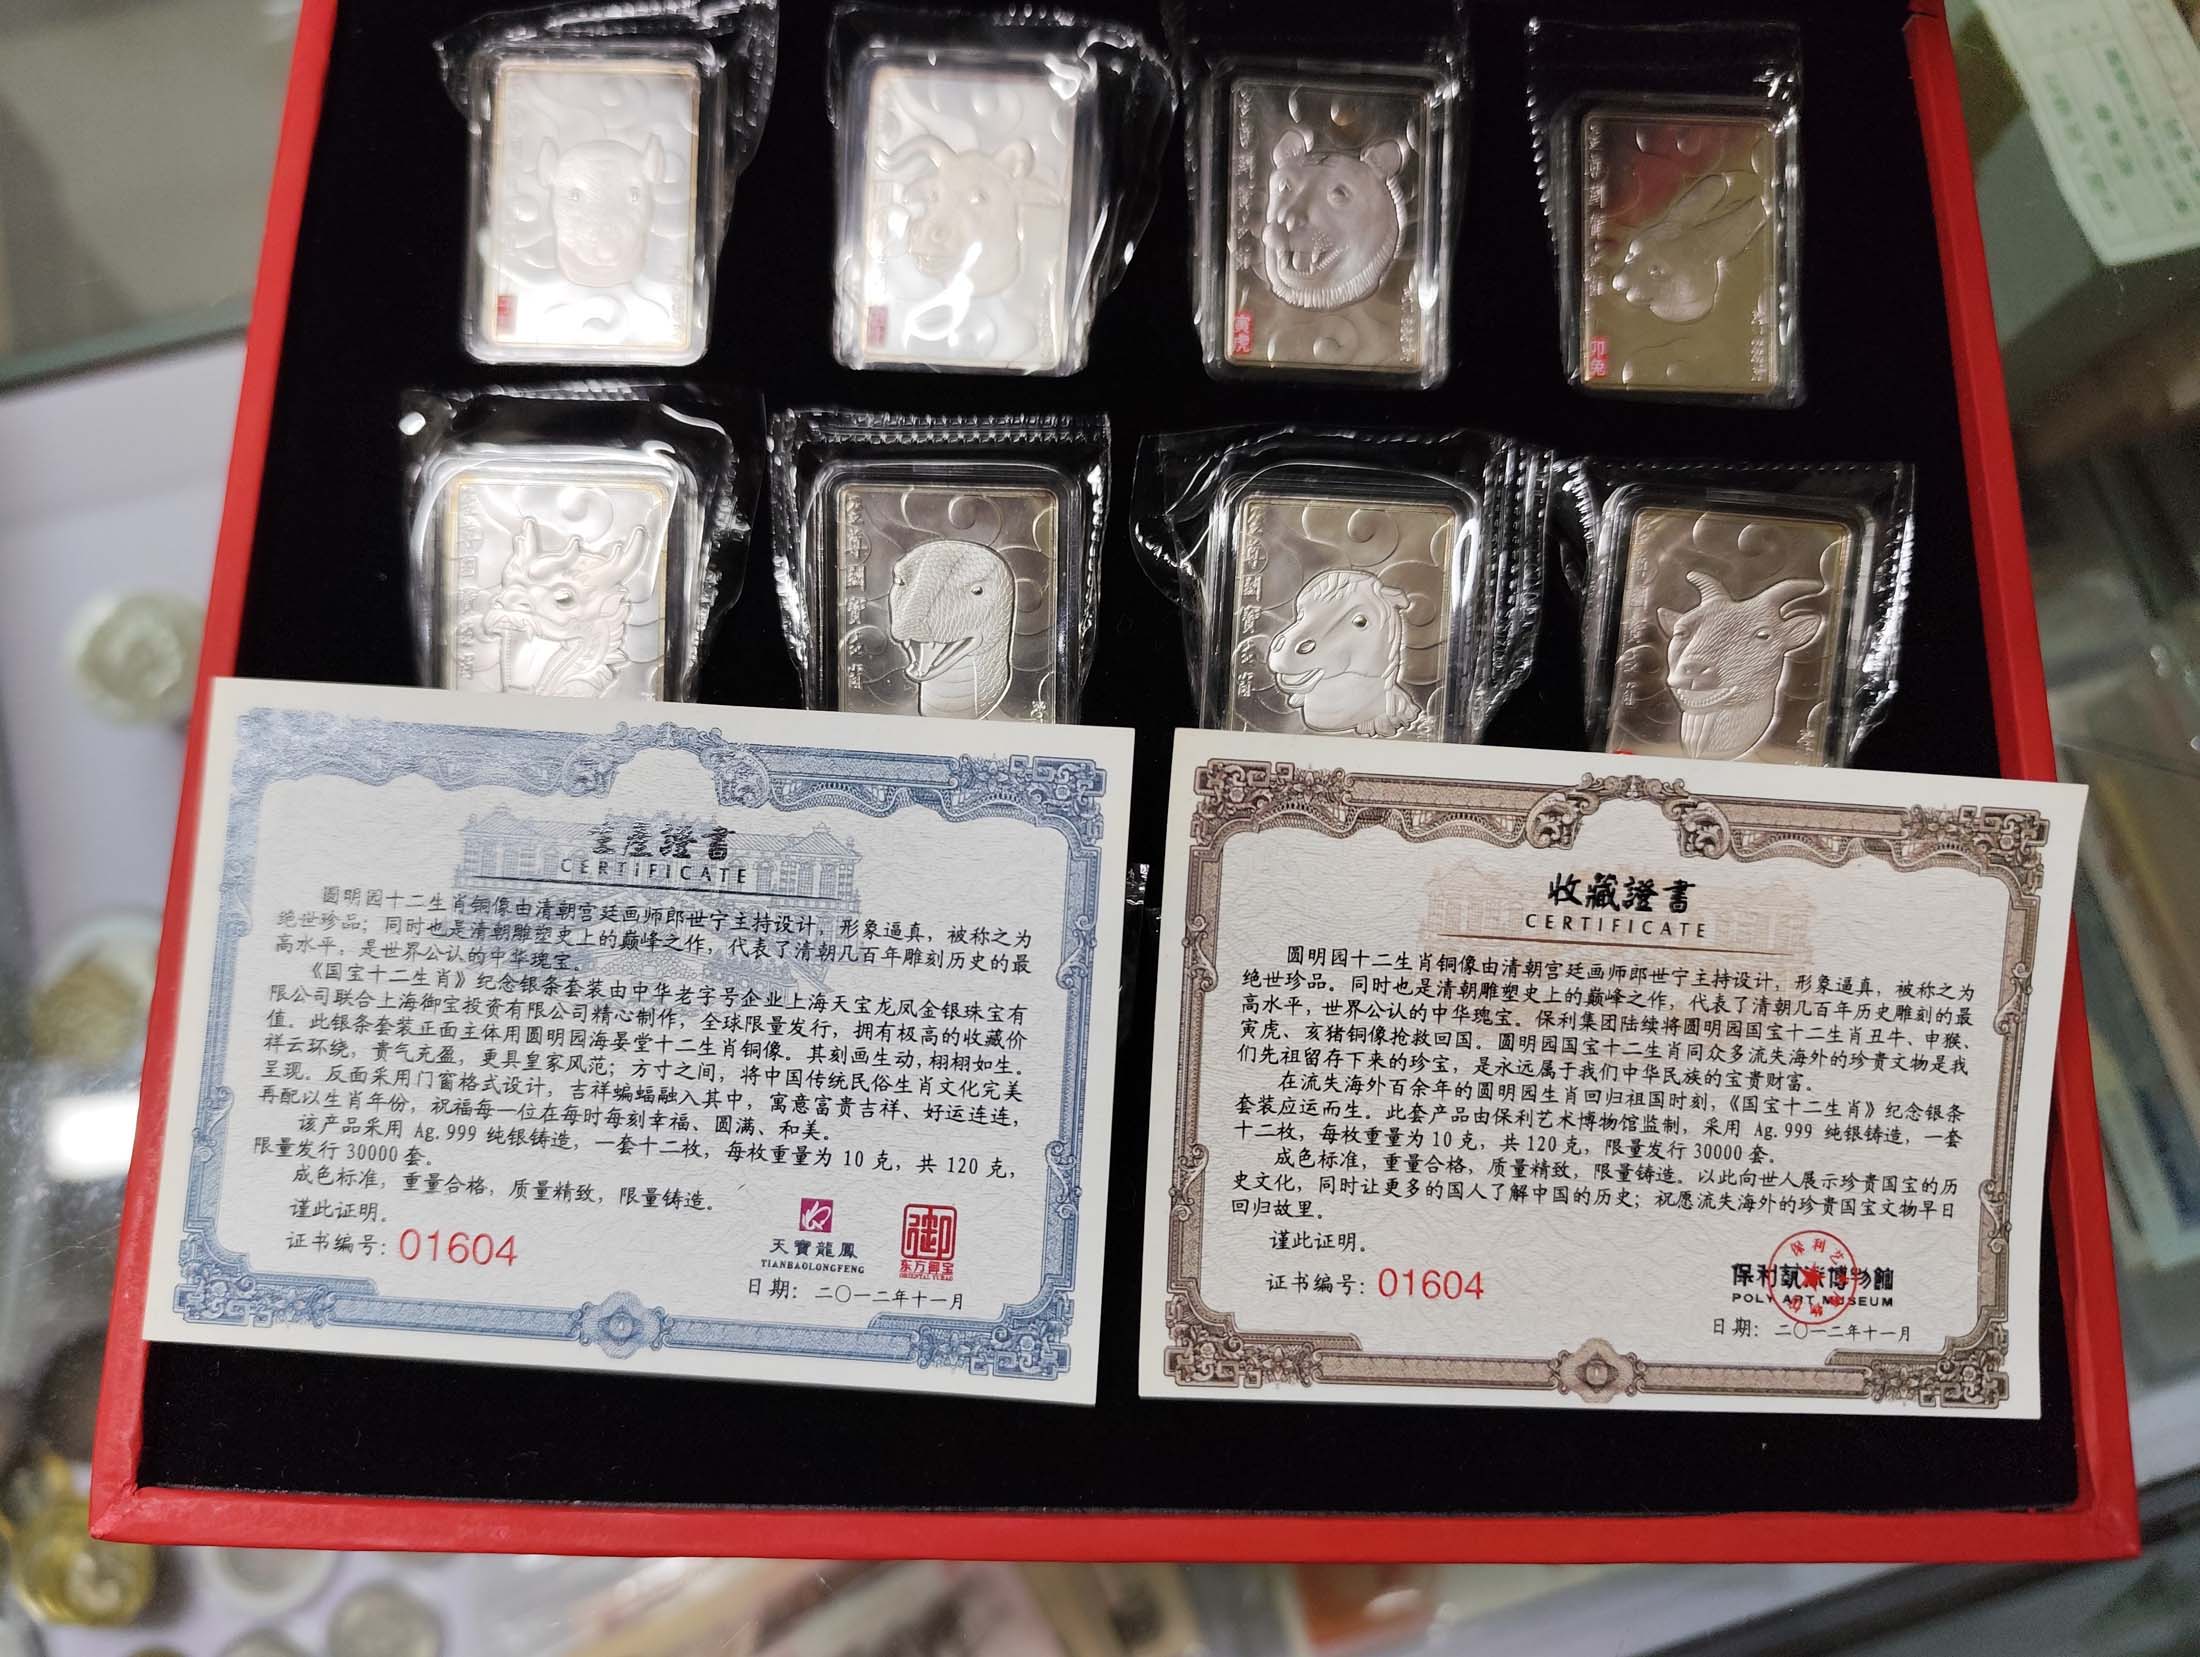 寅虎
卯兔
生產證書
CERTIFICATE
圆明园十二生肖铜像由清朝宫廷画师郎世宁主持设计，形象逼真，被称之为
绝世珍品；同时也是清朝雕塑史上的巅峰之作，代表了清朝几百年雕刻历史的最
高水平，是世界公认的中华瑰宝。
《国宝十二生肖》纪念银条套装由中华老字号企业上海天宝龙凤金银珠宝有
限公司联合上海御宝投资有限公司精心制作，全球限量发行，拥有极高的收藏价
值。此银条套装正面主体用圆明园海晏堂十二生肖铜像。其刻画生动，栩栩如生。
祥云环绕，贵气充盈，更具皇家风范；方寸之间，将中国传统民俗生肖文化完美
呈现。反面采用门窗格式设计，吉祥蝙蝠融入其中，寓意富贵吉祥、好运连连，
再配以生肖年份，祝福每一位在每时每刻幸福、圆满、和美。
该产品采用 Ag.999 纯银铸造，一套十二枚，每枚重量为 10 克，共 120 克，
限量发行 30000 套。
成色标准，重量合格，质量精致，限量铸造。
谨此证明。
证书编号：01604
天寶龍鳳
TIANBAOLONGFENG
御
东方御宝
ORIENTAL YUBAO
日期：二〇一二年十一月
收藏證書
CERTIFICATE
圆明园十二生肖铜像由清朝宫廷画师郎世宁主持设计，形象逼真，被称之为
绝世珍品。同时也是清朝雕塑史上的巅峰之作，代表了清朝几百年历史雕刻的最
高水平，世界公认的中华瑰宝。保利集团陆续将圆明园国宝十二生肖丑牛、申猴、
寅虎、亥猪铜像抢救回国。圆明园国宝十二生肖同众多流失海外的珍贵文物是我
们先祖留存下来的珍宝，是永远属于我们中华民族的宝贵财富。
在流失海外百余年的圆明园生肖回归祖国时刻，《国宝十二生肖》纪念银条
套装应运而生。此套产品由保利艺术博物馆监制，采用 Ag.999 纯银铸造，一套
十二枚，每枚重量为 10 克，共 120 克，限量发行 30000 套。
成色标准，重量合格，质量精致，限量铸造。以此向世人展示珍贵国宝的历
史文化，同时让更多的国人了解中国的历史；祝愿流失海外的珍贵国宝文物早日
回归故里。
谨此证明。
证书编号：01604
保利藝術博物館
POLY ART MUSEUM
日期：二〇一二年十一月